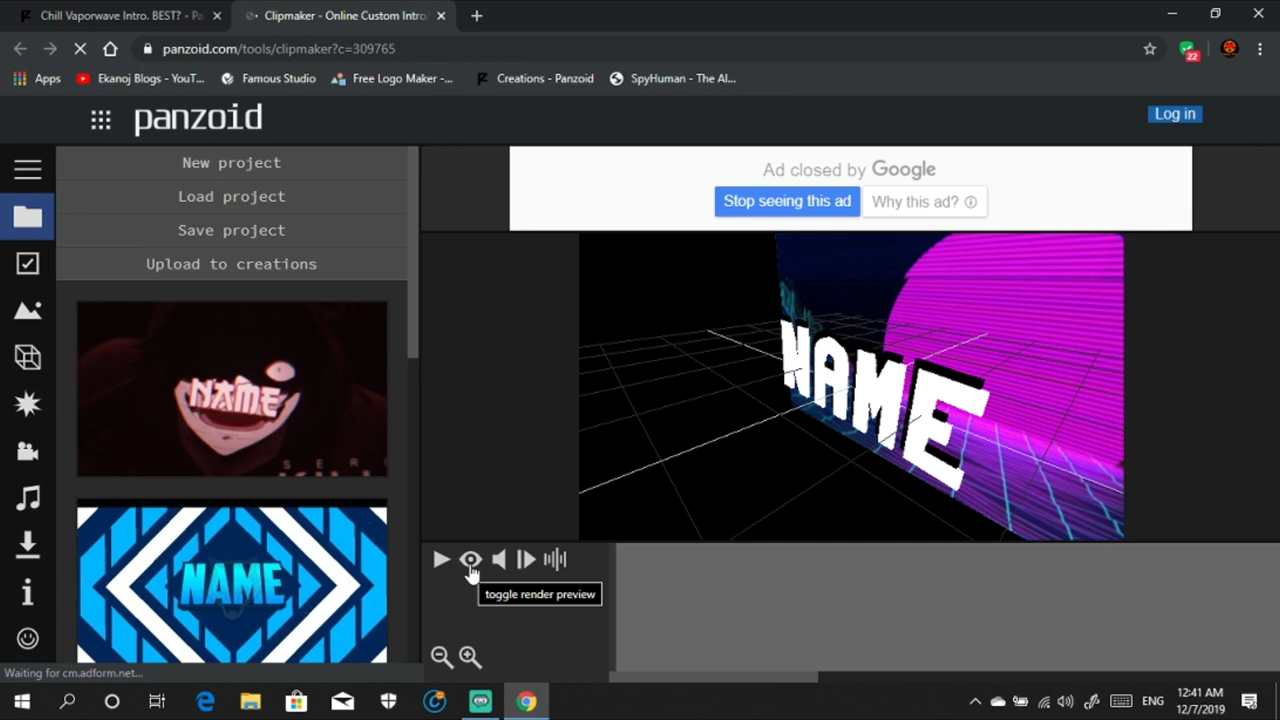 Chill Vaporwave Intro. BEST? - Pa
Clipmaker - Online Custom Intro,
panzoid.com/tools/clipmaker?c=309765
22
Apps
Ekanoj Blogs - YouT...
Famous Studio
Free Logo Maker -...
Creations - Panzoid
SpyHuman - The Al...
panzoid
Log in
New project
Load project
Save project
Upload to creations
Ad closed by Google
Stop seeing this ad
Why this ad?
NAME
NAME
S E R
NAME
toggle render preview
Waiting for cm.adform.net...
ENG
12:41 AM
12/7/2019